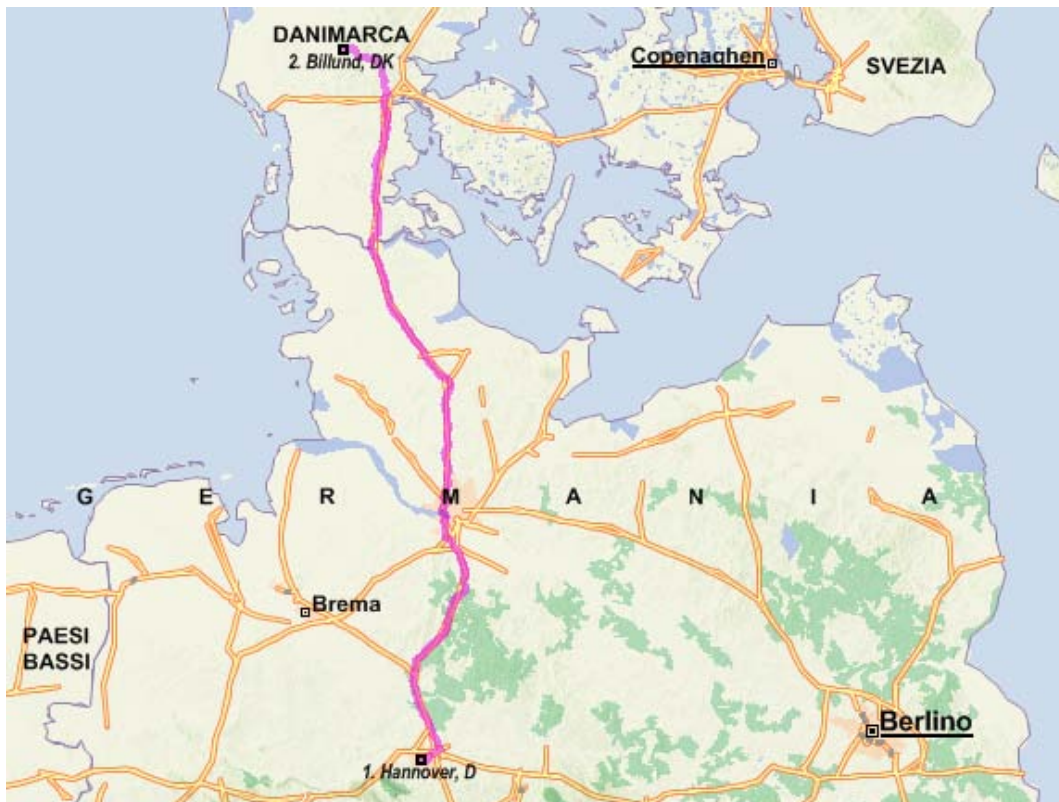 DANIMARCA
2. Billund, DK
Copenaghen
SVEZIA
G E R M A N I A
Brema
PAESI
BASSI
Berlino
1. Hannover, D